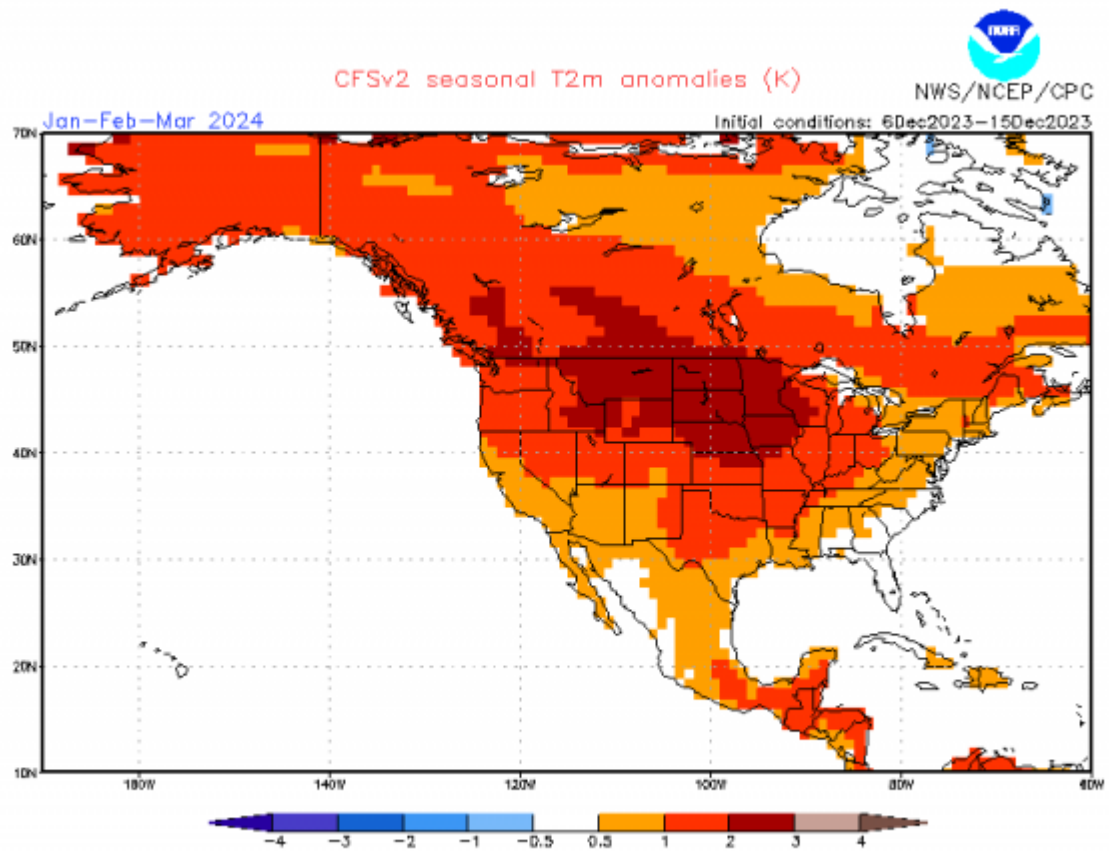 NOAA
CFSv2 seasonal T2m anomalies (K)
NWS/NCEP/CPC
Jan-Feb-Mar 2024
Initial conditions: 6Dec2023-15Dec2023
70N
60N
50N
40N
30N
20N
10N
180W 140W 120W 100W 80W 60W
-4 -3 -2 -1 -0.5 0.5 1 2 3 4